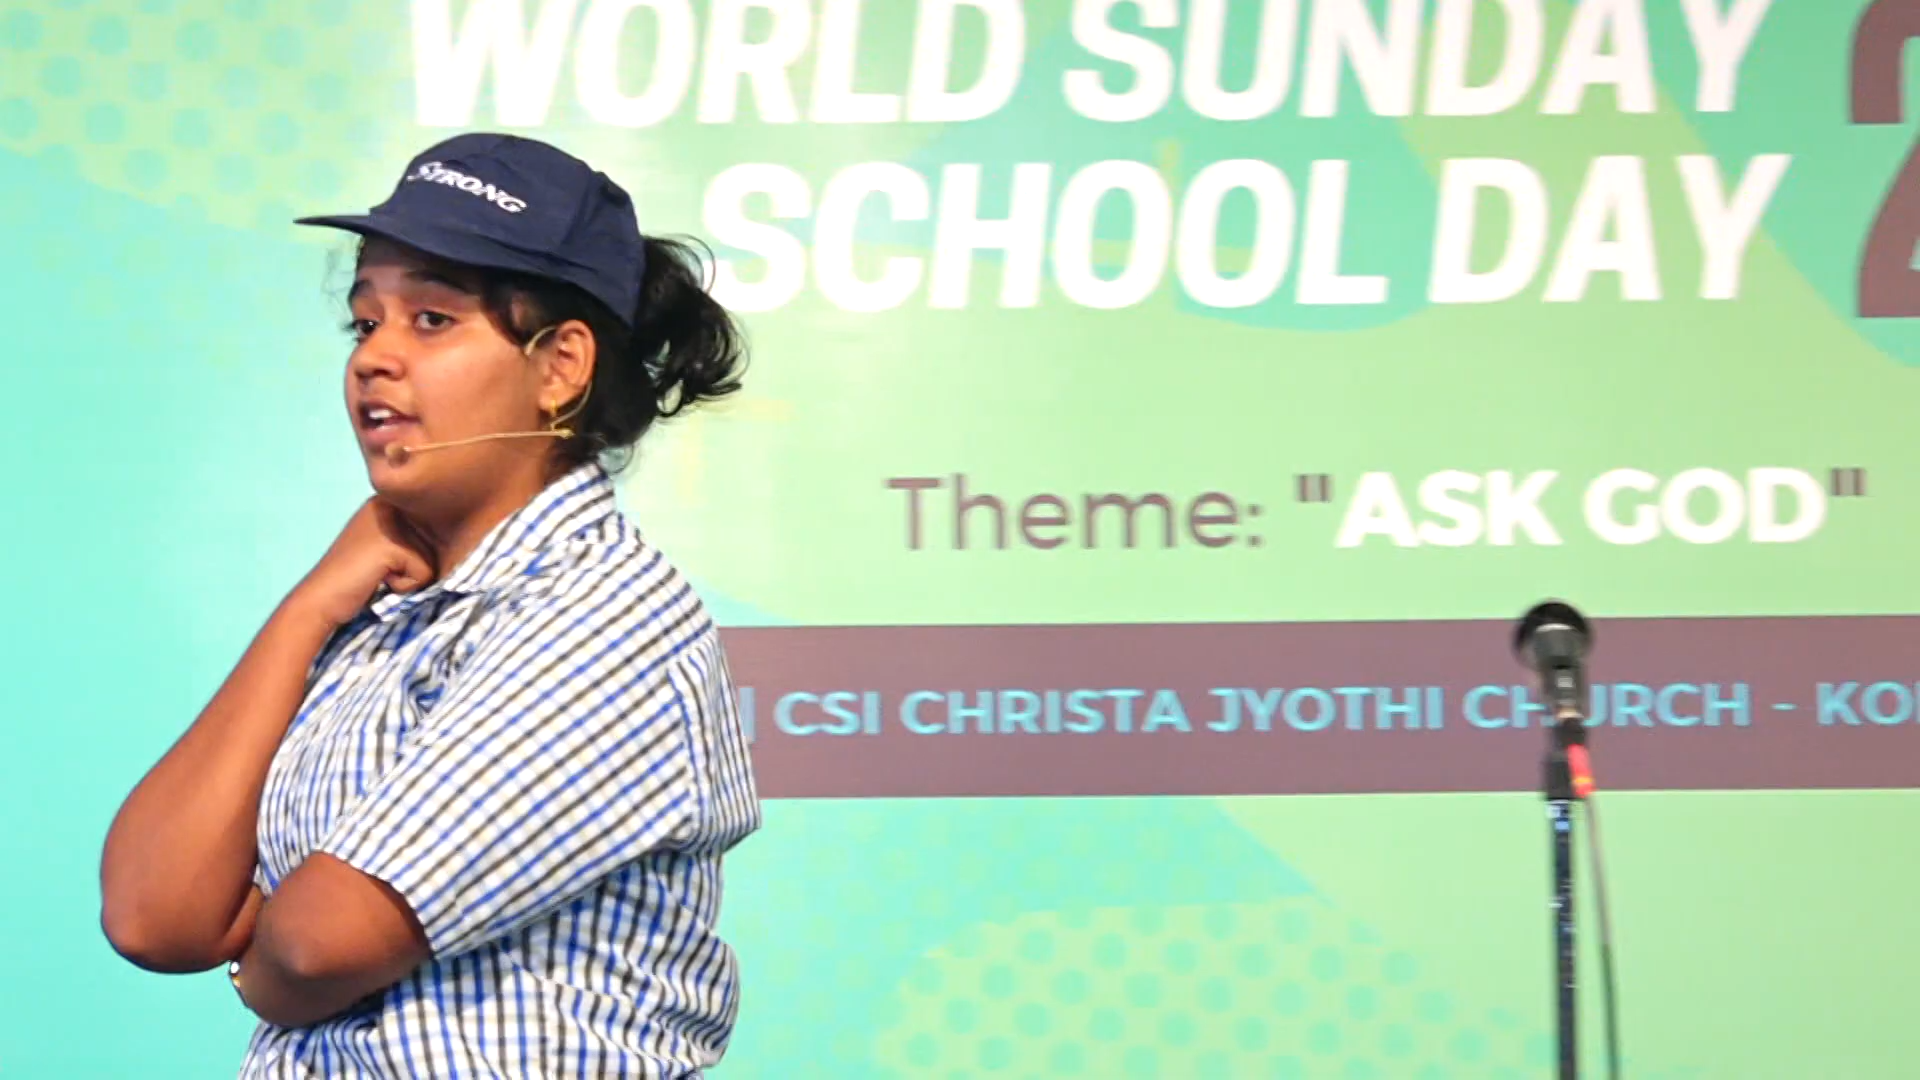 WORLD SUNDAY
SCHOOL DAY
STRONG
Theme: "ASK GOD"
| CSI CHRISTA JYOTHI CHURCH -